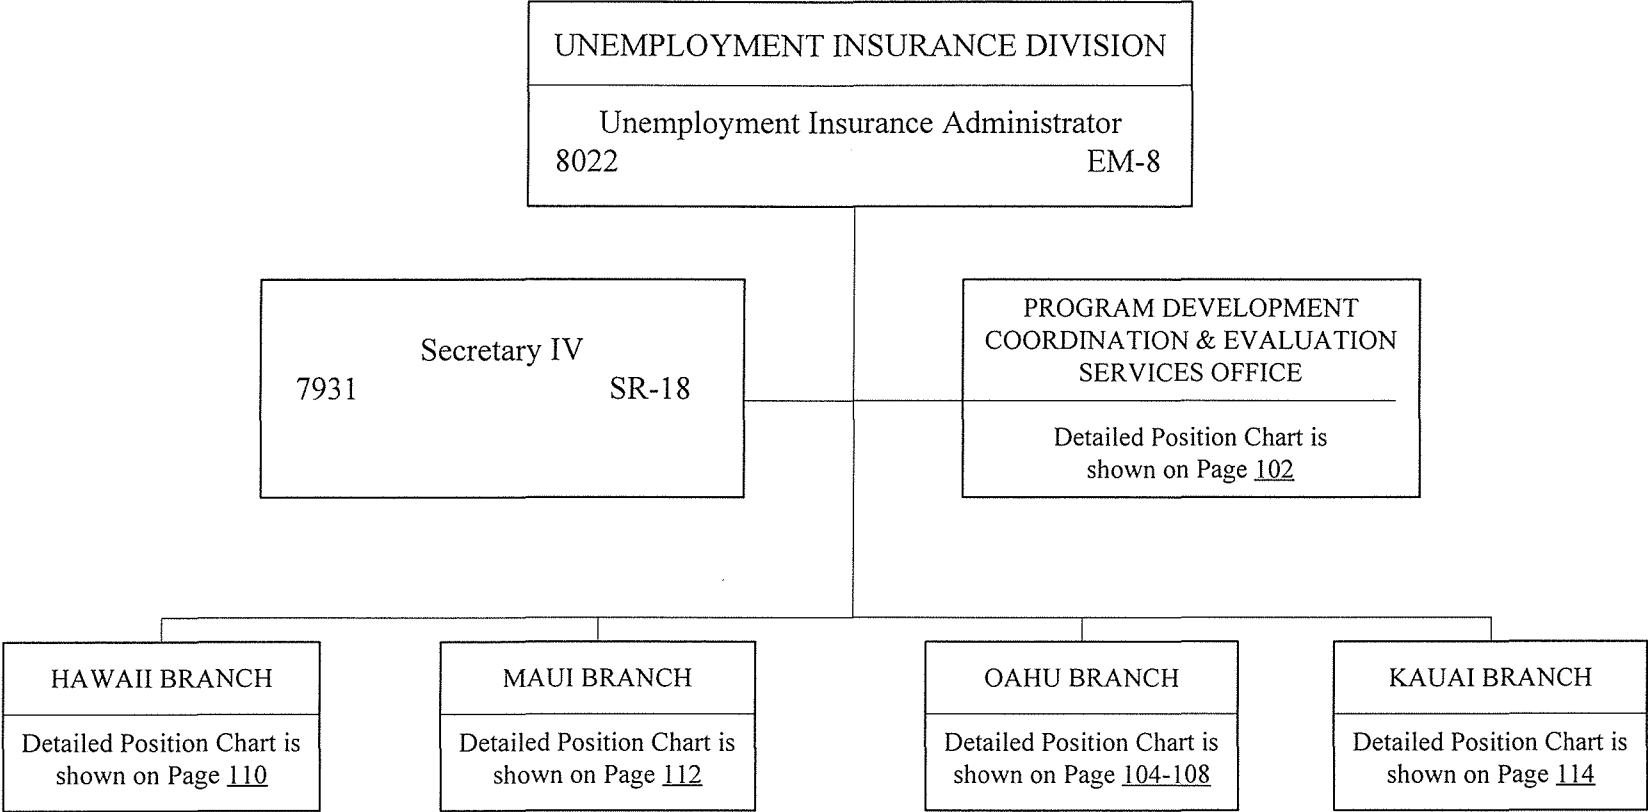 UNEMPLOYMENT INSURANCE DIVISION
Unemployment Insurance Administrator
8022 EM-8
Secretary IV
7931 SR-18
PROGRAM DEVELOPMENT
COORDINATION & EVALUATION
SERVICES OFFICE
Detailed Position Chart is
shown on Page 102
HAWAII BRANCH
Detailed Position Chart is
shown on Page 110
MAUI BRANCH
Detailed Position Chart is
shown on Page 112
OAHU BRANCH
Detailed Position Chart is
shown on Page 104-108
KAUAI BRANCH
Detailed Position Chart is
shown on Page 114